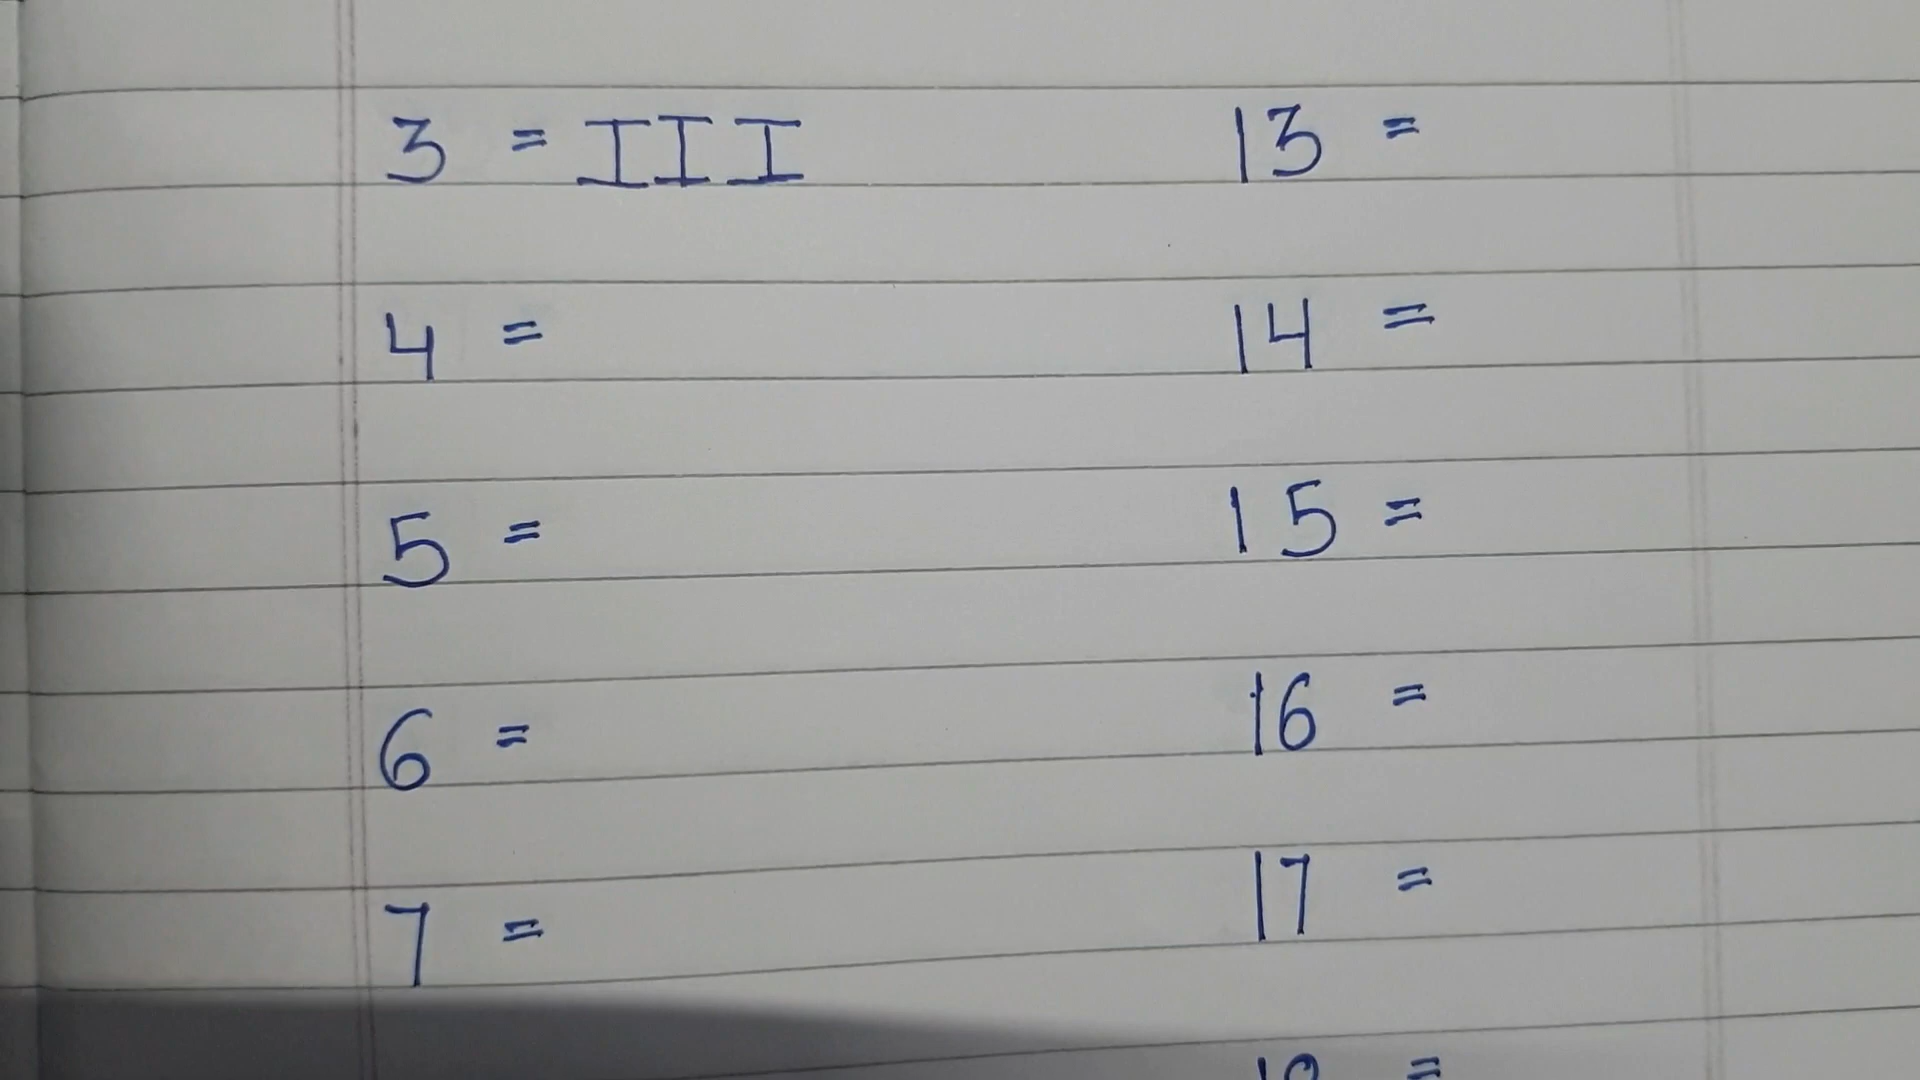 3 = III 13 =
4 = 14 =
5 = 15 =
6 = 16 =
7 = 17 =
=